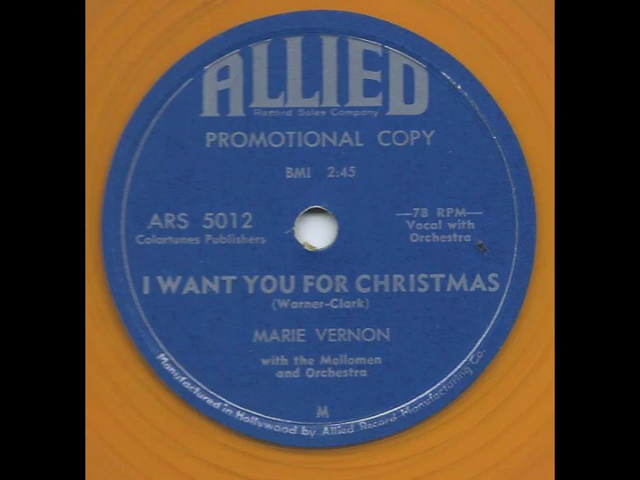 ALLIED
Record Sales Company
PROMOTIONAL COPY
BMI 2:45
ARS 5012
Colortunes Publishers
—78 RPM—
Vocal with
Orchestra
I WANT YOU FOR CHRISTMAS
(Warner-Clark)
MARIE VERNON
with the Mellomen
and Orchestra
M
Manufactured in Hollywood by Allied Record Manufacturing Co.